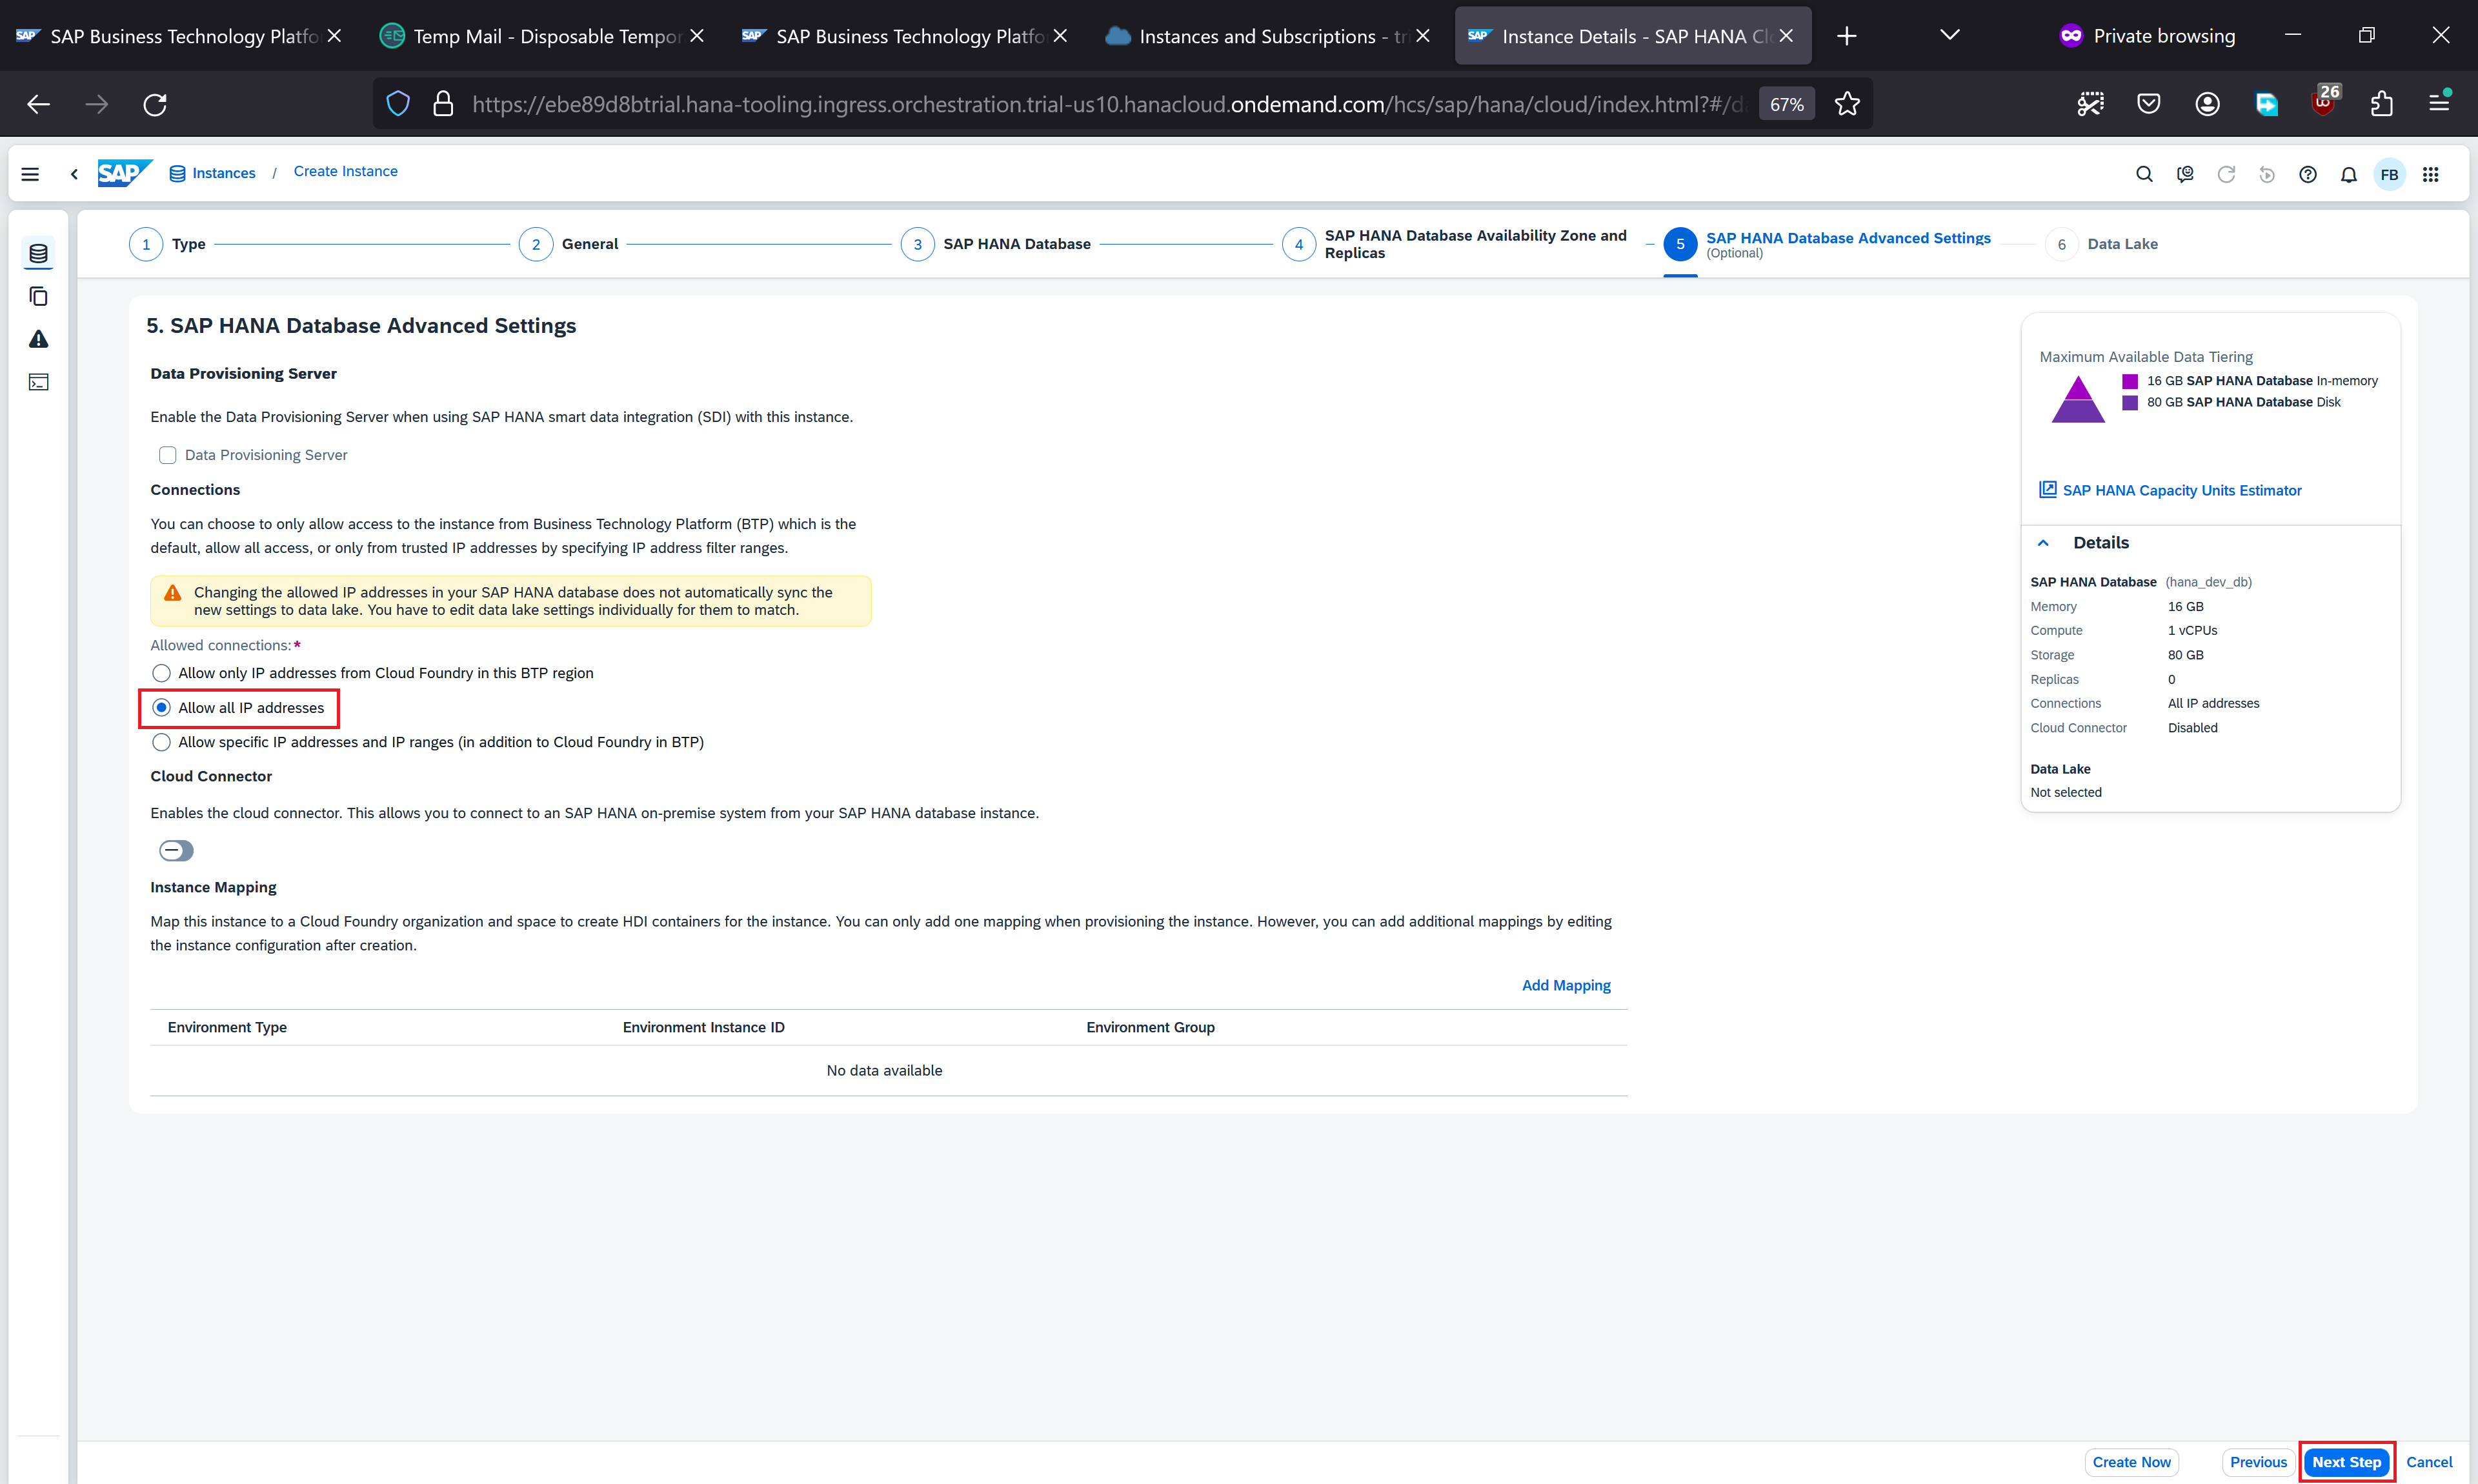 SAP Business Technology Platfo
Temp Mail - Disposable Tempor
SAP Business Technology Platfo
Instances and Subscriptions - tri
Instance Details - SAP HANA Cl
Private browsing
https://ebe89d8btrial.hana-tooling.ingress.orchestration.trial-us10.hanacloud.ondemand.com/hcs/sap/hana/cloud/index.html?#/d
67%
26
SAP
Instances / Create Instance
FB
1 Type
2 General
3 SAP HANA Database
4 SAP HANA Database Availability Zone and
Replicas
5 SAP HANA Database Advanced Settings
(Optional)
6 Data Lake
5. SAP HANA Database Advanced Settings
Data Provisioning Server
Enable the Data Provisioning Server when using SAP HANA smart data integration (SDI) with this instance.
Data Provisioning Server
Connections
You can choose to only allow access to the instance from Business Technology Platform (BTP) which is the
default, allow all access, or only from trusted IP addresses by specifying IP address filter ranges.
Changing the allowed IP addresses in your SAP HANA database does not automatically sync the
new settings to data lake. You have to edit data lake settings individually for them to match.
Allowed connections:*
Allow only IP addresses from Cloud Foundry in this BTP region
Allow all IP addresses
Allow specific IP addresses and IP ranges (in addition to Cloud Foundry in BTP)
Cloud Connector
Enables the cloud connector. This allows you to connect to an SAP HANA on-premise system from your SAP HANA database instance.
Instance Mapping
Map this instance to a Cloud Foundry organization and space to create HDI containers for the instance. You can only add one mapping when provisioning the instance. However, you can add additional mappings by editing
the instance configuration after creation.
Add Mapping
Environment Type Environment Instance ID Environment Group
No data available
Maximum Available Data Tiering
16 GB SAP HANA Database In-memory
80 GB SAP HANA Database Disk
SAP HANA Capacity Units Estimator
Details
SAP HANA Database (hana_dev_db)
Memory 16 GB
Compute 1 vCPUs
Storage 80 GB
Replicas 0
Connections All IP addresses
Cloud Connector Disabled
Data Lake
Not selected
Create Now
Previous
Next Step
Cancel